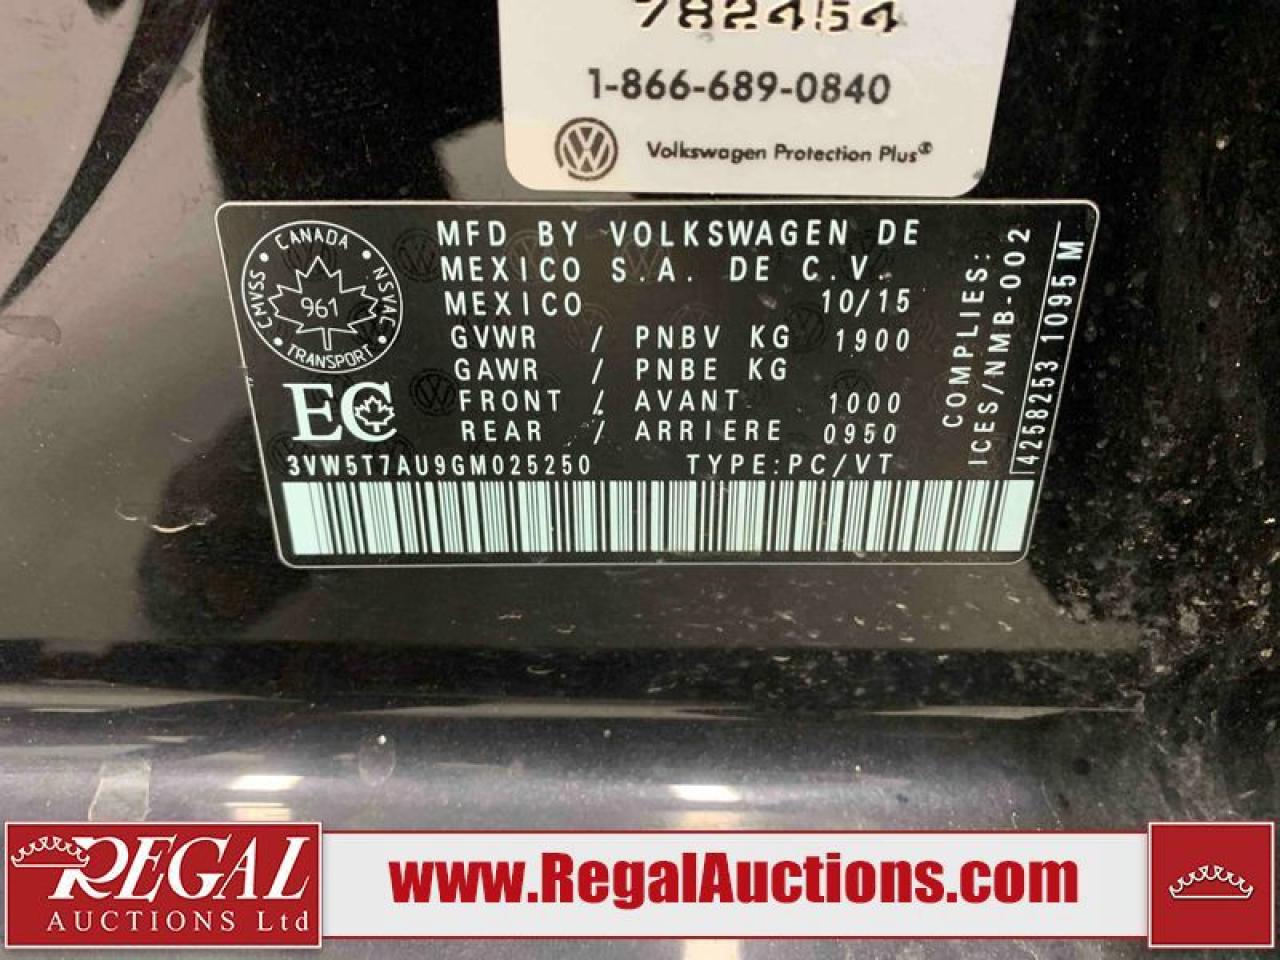 782454
1-866-689-0840
Volkswagen Protection Plus®
CANADA
CMVSS
NSVAC
961
TRANSPORT
EC
MFD BY VOLKSWAGEN DE
MEXICO S.A. DE C.V.
MEXICO 10/15
GVWR / PNBV KG 1900
GAWR / PNBE KG
FRONT / AVANT 1000
REAR / ARRIERE 0950
3VW5T7AU9GM025250 TYPE:PC/VT
COMPLIES:
ICES/NMB-002
4258253 1095 M
REGAL
AUCTIONS Ltd
www.RegalAuctions.com